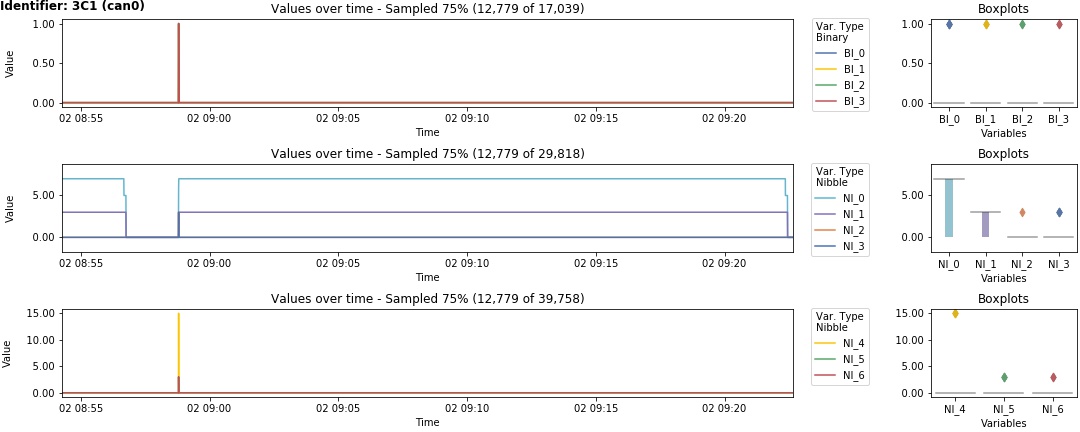 Identifier: 3C1 (can0)
Values over time - Sampled 75% (12,779 of 17,039)
Boxplots
Value
1.00
0.50
0.00
02 08:55
02 09:00
02 09:05
02 09:10
02 09:15
02 09:20
Time
Var. Type
Binary
BI_0
BI_1
BI_2
BI_3
1.00
0.50
0.00
BI_0
BI_1
BI_2
BI_3
Variables
Values over time - Sampled 75% (12,779 of 29,818)
Boxplots
Value
5.00
0.00
02 08:55
02 09:00
02 09:05
02 09:10
02 09:15
02 09:20
Time
Var. Type
Nibble
NI_0
NI_1
NI_2
NI_3
5.00
0.00
NI_0
NI_1
NI_2
NI_3
Variables
Values over time - Sampled 75% (12,779 of 39,758)
Boxplots
Value
15.00
10.00
5.00
0.00
02 08:55
02 09:00
02 09:05
02 09:10
02 09:15
02 09:20
Time
Var. Type
Nibble
NI_4
NI_5
NI_6
15.00
10.00
5.00
0.00
NI_4
NI_5
NI_6
Variables